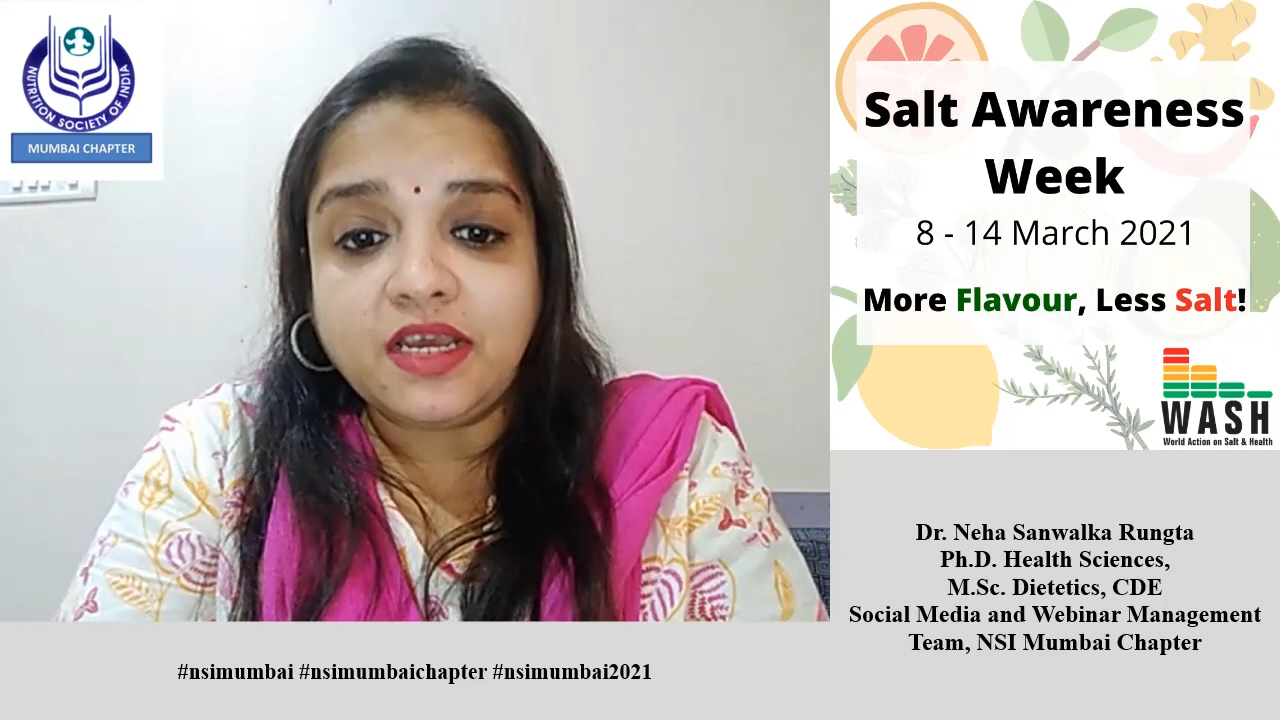 NUTRITION SOCIETY OF INDIA
MUMBAI CHAPTER
Salt Awareness
Week
8 - 14 March 2021
More Flavour, Less Salt!
WASH
World Action on Salt & Health
Dr. Neha Sanwalka Rungta
Ph.D. Health Sciences,
M.Sc. Dietetics, CDE
Social Media and Webinar Management
Team, NSI Mumbai Chapter
#nsimumbai #nsimumbaichapter #nsimumbai2021